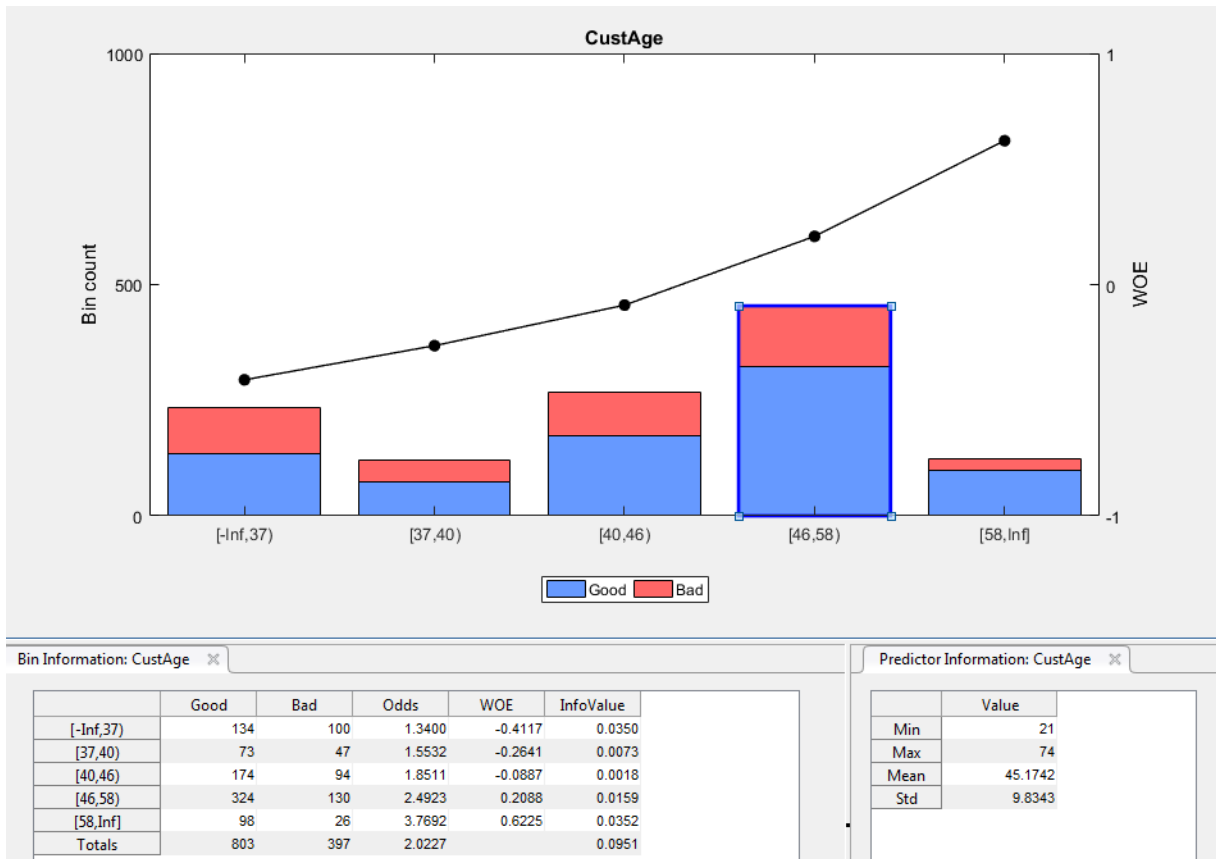 CustAge
1000
1
Bin count
500
0
WOE
0
-1
[-Inf,37)
[37,40)
[40,46)
[46,58)
[58,Inf]
Good
Bad
Bin Information: CustAge
Good Bad Odds WOE InfoValue
[-Inf,37) 134 100 1.3400 -0.4117 0.0350
[37,40) 73 47 1.5532 -0.2641 0.0073
[40,46) 174 94 1.8511 -0.0887 0.0018
[46,58) 324 130 2.4923 0.2088 0.0159
[58,Inf] 98 26 3.7692 0.6225 0.0352
Totals 803 397 2.0227 0.0951
Predictor Information: CustAge
Value
Min 21
Max 74
Mean 45.1742
Std 9.8343